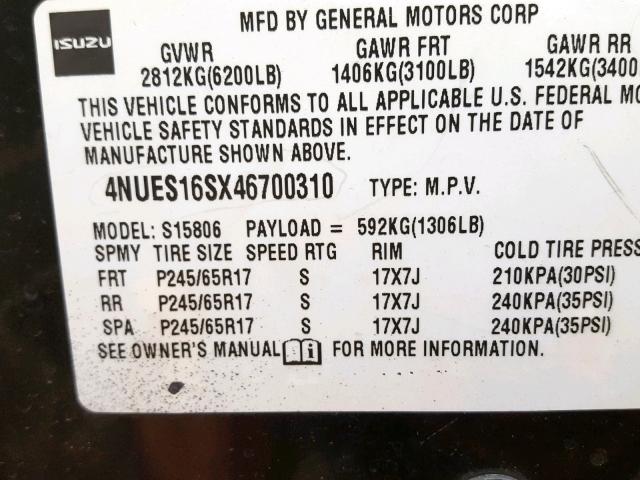 MFD BY GENERAL MOTORS CORP
ISUZU
GVWR GAWR FRT GAWR RR
2812KG(6200LB) 1406KG(3100LB) 1542KG(3400
THIS VEHICLE CONFORMS TO ALL APPLICABLE U.S. FEDERAL MO
VEHICLE SAFETY STANDARDS IN EFFECT ON THE DATE OF
MANUFACTURE SHOWN ABOVE.
4NUES16SX46700310 TYPE: M.P.V.
MODEL: S15806 PAYLOAD = 592KG(1306LB)
SPMY TIRE SIZE SPEED RTG RIM COLD TIRE PRESS
FRT P245/65R17 S 17X7J 210KPA(30PSI)
RR P245/65R17 S 17X7J 240KPA(35PSI)
SPA P245/65R17 S 17X7J 240KPA(35PSI)
SEE OWNER'S MANUAL i FOR MORE INFORMATION.